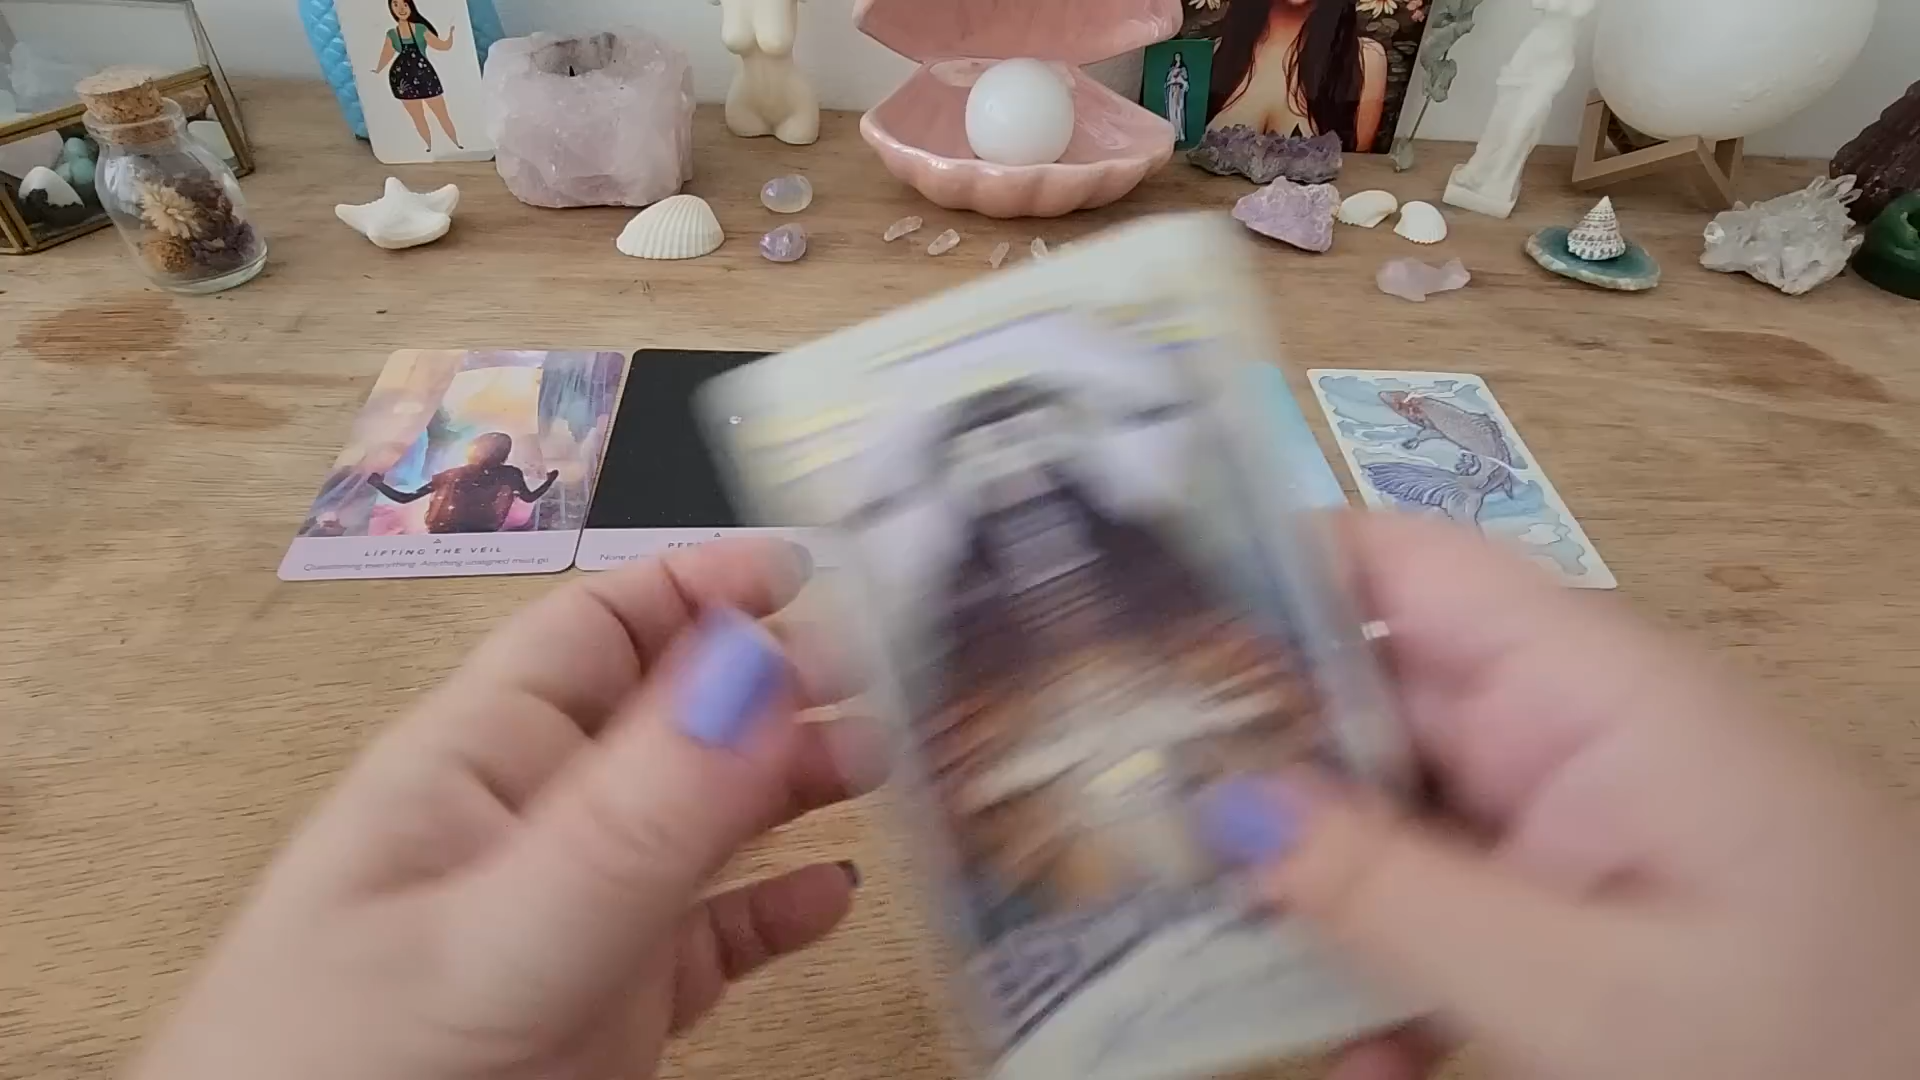 LIFTING THE VEIL
Questioning everything. Anything unaligned must go.
None of